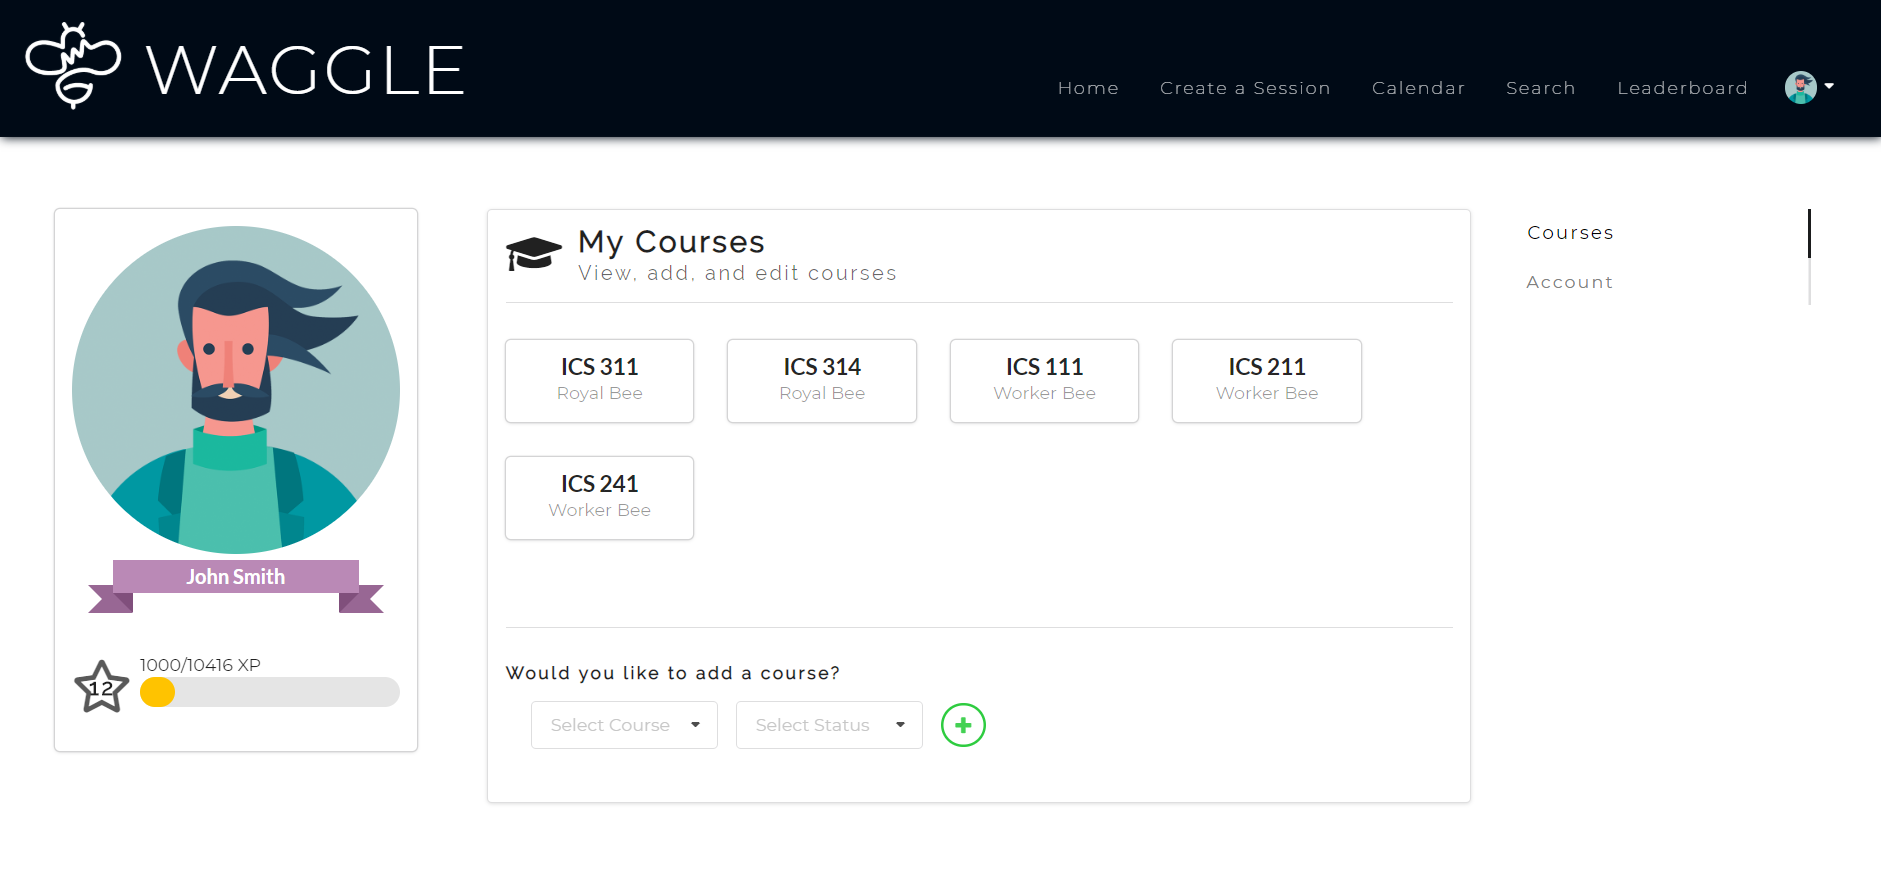 WAGGLE
Home Create a Session Calendar Search Leaderboard
John Smith
12
1000/10416 XP
My Courses
View, add, and edit courses
ICS 311
Royal Bee
ICS 314
Royal Bee
ICS 111
Worker Bee
ICS 211
Worker Bee
ICS 241
Worker Bee
Would you like to add a course?
Select Course
Select Status
Courses
Account